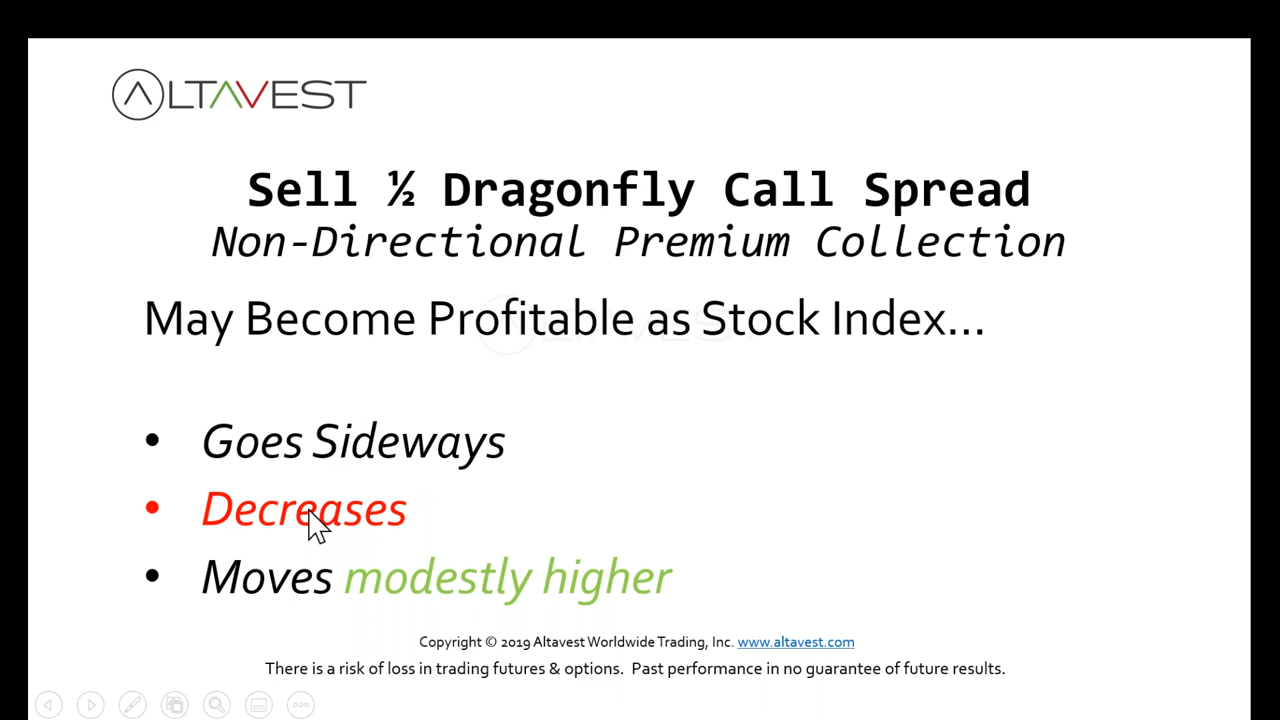 ALTAVEST
Sell ½ Dragonfly Call Spread
Non-Directional Premium Collection
May Become Profitable as Stock Index...
• Goes Sideways
• Decreases
• Moves modestly higher
Copyright © 2019 Altavest Worldwide Trading, Inc. www.altavest.com
There is a risk of loss in trading futures & options. Past performance in no guarantee of future results.